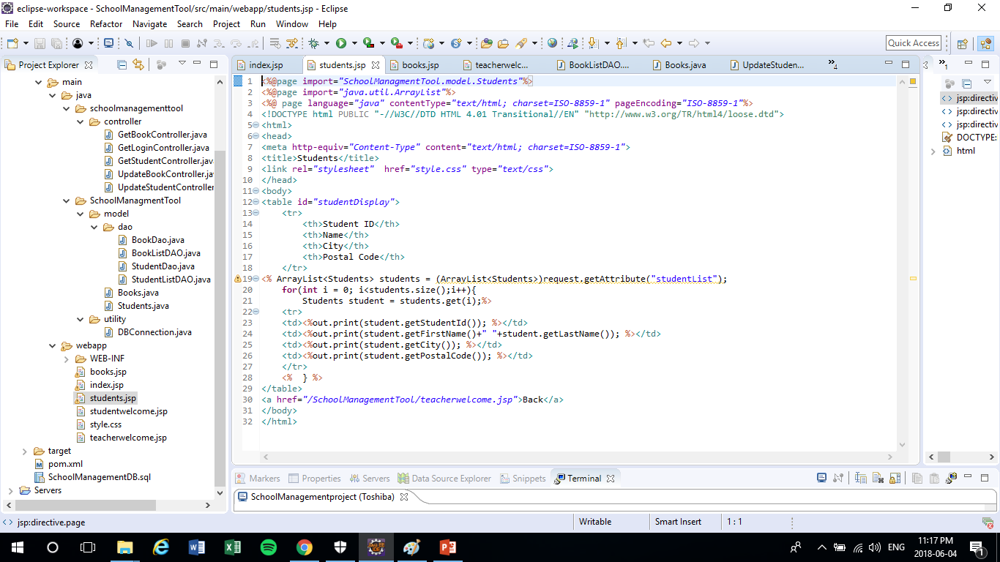 eclipse-workspace - SchoolManagementTool/src/main/webapp/students.jsp - Eclipse
File Edit Source Refactor Navigate Search Project Run Window Help
Quick Access
Project Explorer
main
java
schoolmanagementtool
controller
GetBookController.java
GetLoginController.java
GetStudentController.java
UpdateBookController.ja
UpdateStudentController
SchoolManagmentTool
model
dao
BookDao.java
BookListDAO.java
StudentDao.java
StudentListDAO.java
Books.java
Students.java
utility
DBConnection.java
webapp
WEB-INF
books.jsp
index.jsp
students.jsp
studentwelcome.jsp
style.css
teacherwelcome.jsp
target
pom.xml
SchoolManagementDB.sql
Servers
index.jsp students.jsp books.jsp teacherwelc... BookListDAO.... Books.java UpdateStuden... 4
1 <%@page import="SchoolManagmentTool.model.Students"%>
2 <%@page import="java.util.ArrayList"%>
3 <%@ page language="java" contentType="text/html; charset=ISO-8859-1" pageEncoding="ISO-8859-1"%>
4 <!DOCTYPE html PUBLIC "-//W3C//DTD HTML 4.01 Transitional//EN" "http://www.w3.org/TR/html4/loose.dtd">
5 <html>
6 <head>
7 <meta http-equiv="Content-Type" content="text/html; charset=ISO-8859-1">
8 <title>Students</title>
9 <link rel="stylesheet"  href="style.css" type="text/css">
10 </head>
11 <body>
12 <table id="studentDisplay">
13 <tr>
14 <th>Student ID</th>
15 <th>Name</th>
16 <th>City</th>
17 <th>Postal Code</th>
18 </tr>
19 <% ArrayList<Students> students = (ArrayList<Students>)request.getAttribute("studentList");
20 for(int i = 0; i<students.size();i++){
21 Students student = students.get(i);%>
22 <tr>
23 <td><%out.print(student.getStudentId()); %></td>
24 <td><%out.print(student.getFirstName()+" "+student.getLastName()); %></td>
25 <td><%out.print(student.getCity()); %></td>
26 <td><%out.print(student.getPostalCode()); %></td>
27 </tr>
28 <%  } %>
29 </table>
30 <a href="/SchoolManagementTool/teacherwelcome.jsp">Back</a>
31 </body>
32 </html>
1
jsp:directiv
jsp:directiv
jsp:directiv
DOCTYPE:
html
Markers Properties Servers Data Source Explorer Snippets Terminal
SchoolManagementproject (Toshiba)
jsp:directive.page Writable Smart Insert 1 : 1
ENG
11:17 PM
2018-06-04
1